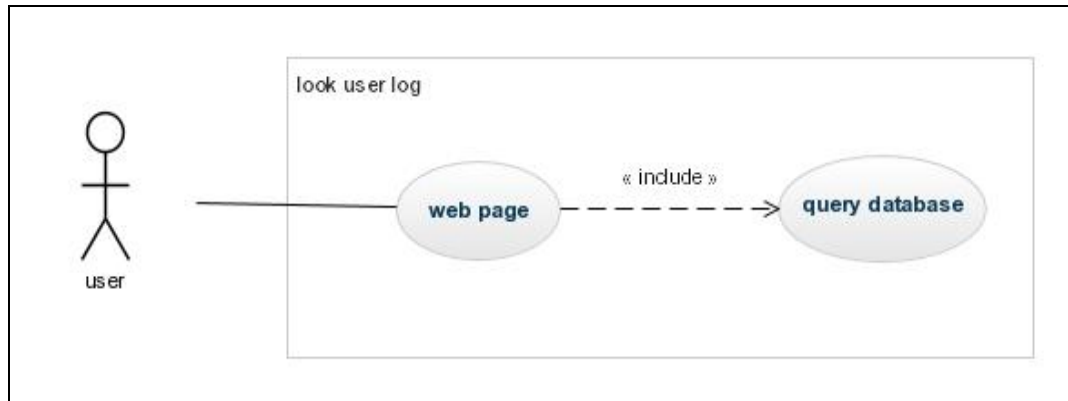 look user log
« include »
web page
query database
user